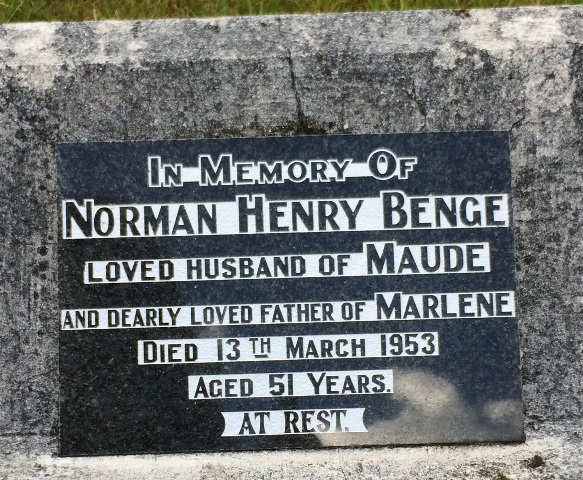 IN MEMORY OF
NORMAN HENRY BENGE
LOVED HUSBAND OF MAUDE
AND DEARLY LOVED FATHER OF MARLENE
DIED 13TH MARCH 1953
AGED 51 YEARS.
AT REST.